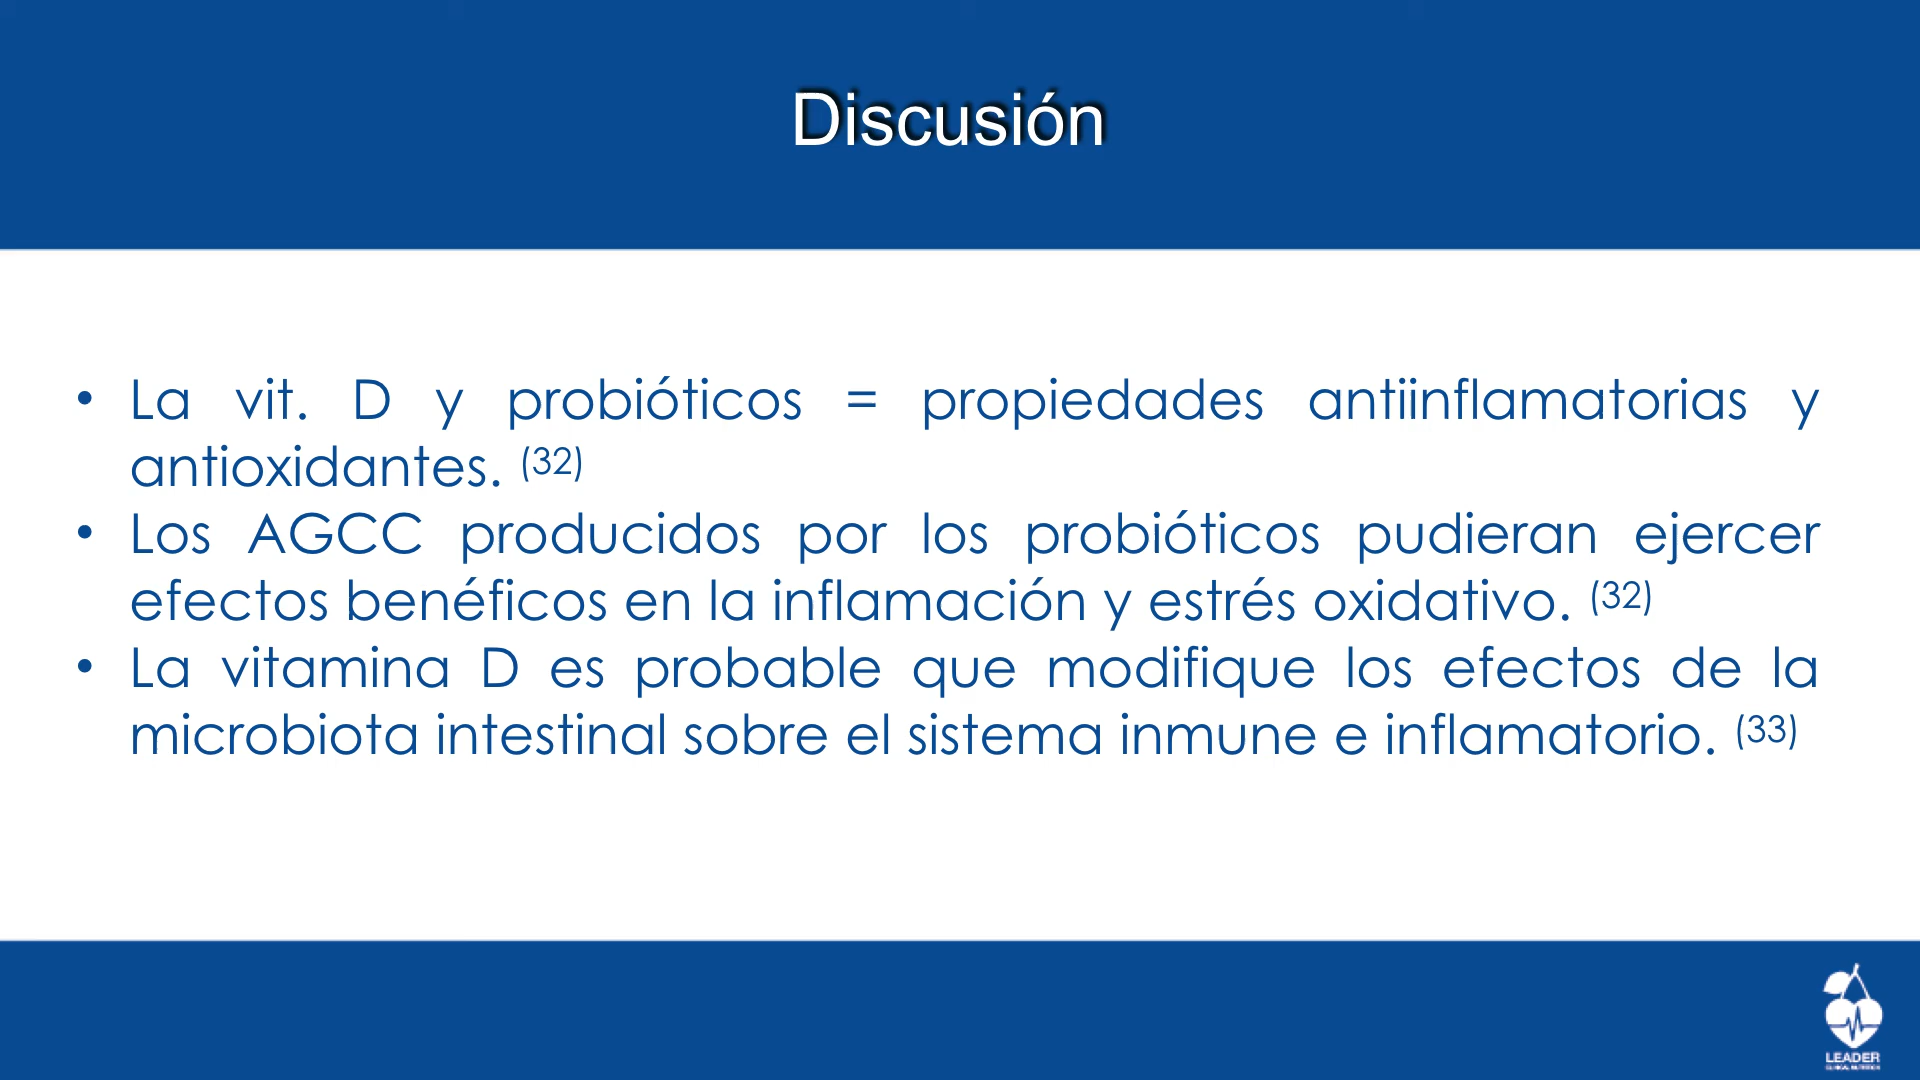 Discusión
• La vit. D y probióticos = propiedades antiinflamatorias y
antioxidantes. (32)
• Los AGCC producidos por los probióticos pudieran ejercer
efectos benéficos en la inflamación y estrés oxidativo. (32)
• La vitamina D es probable que modifique los efectos de la
microbiota intestinal sobre el sistema inmune e inflamatorio. (33)
LEADER
CLINICAL NUTRITION